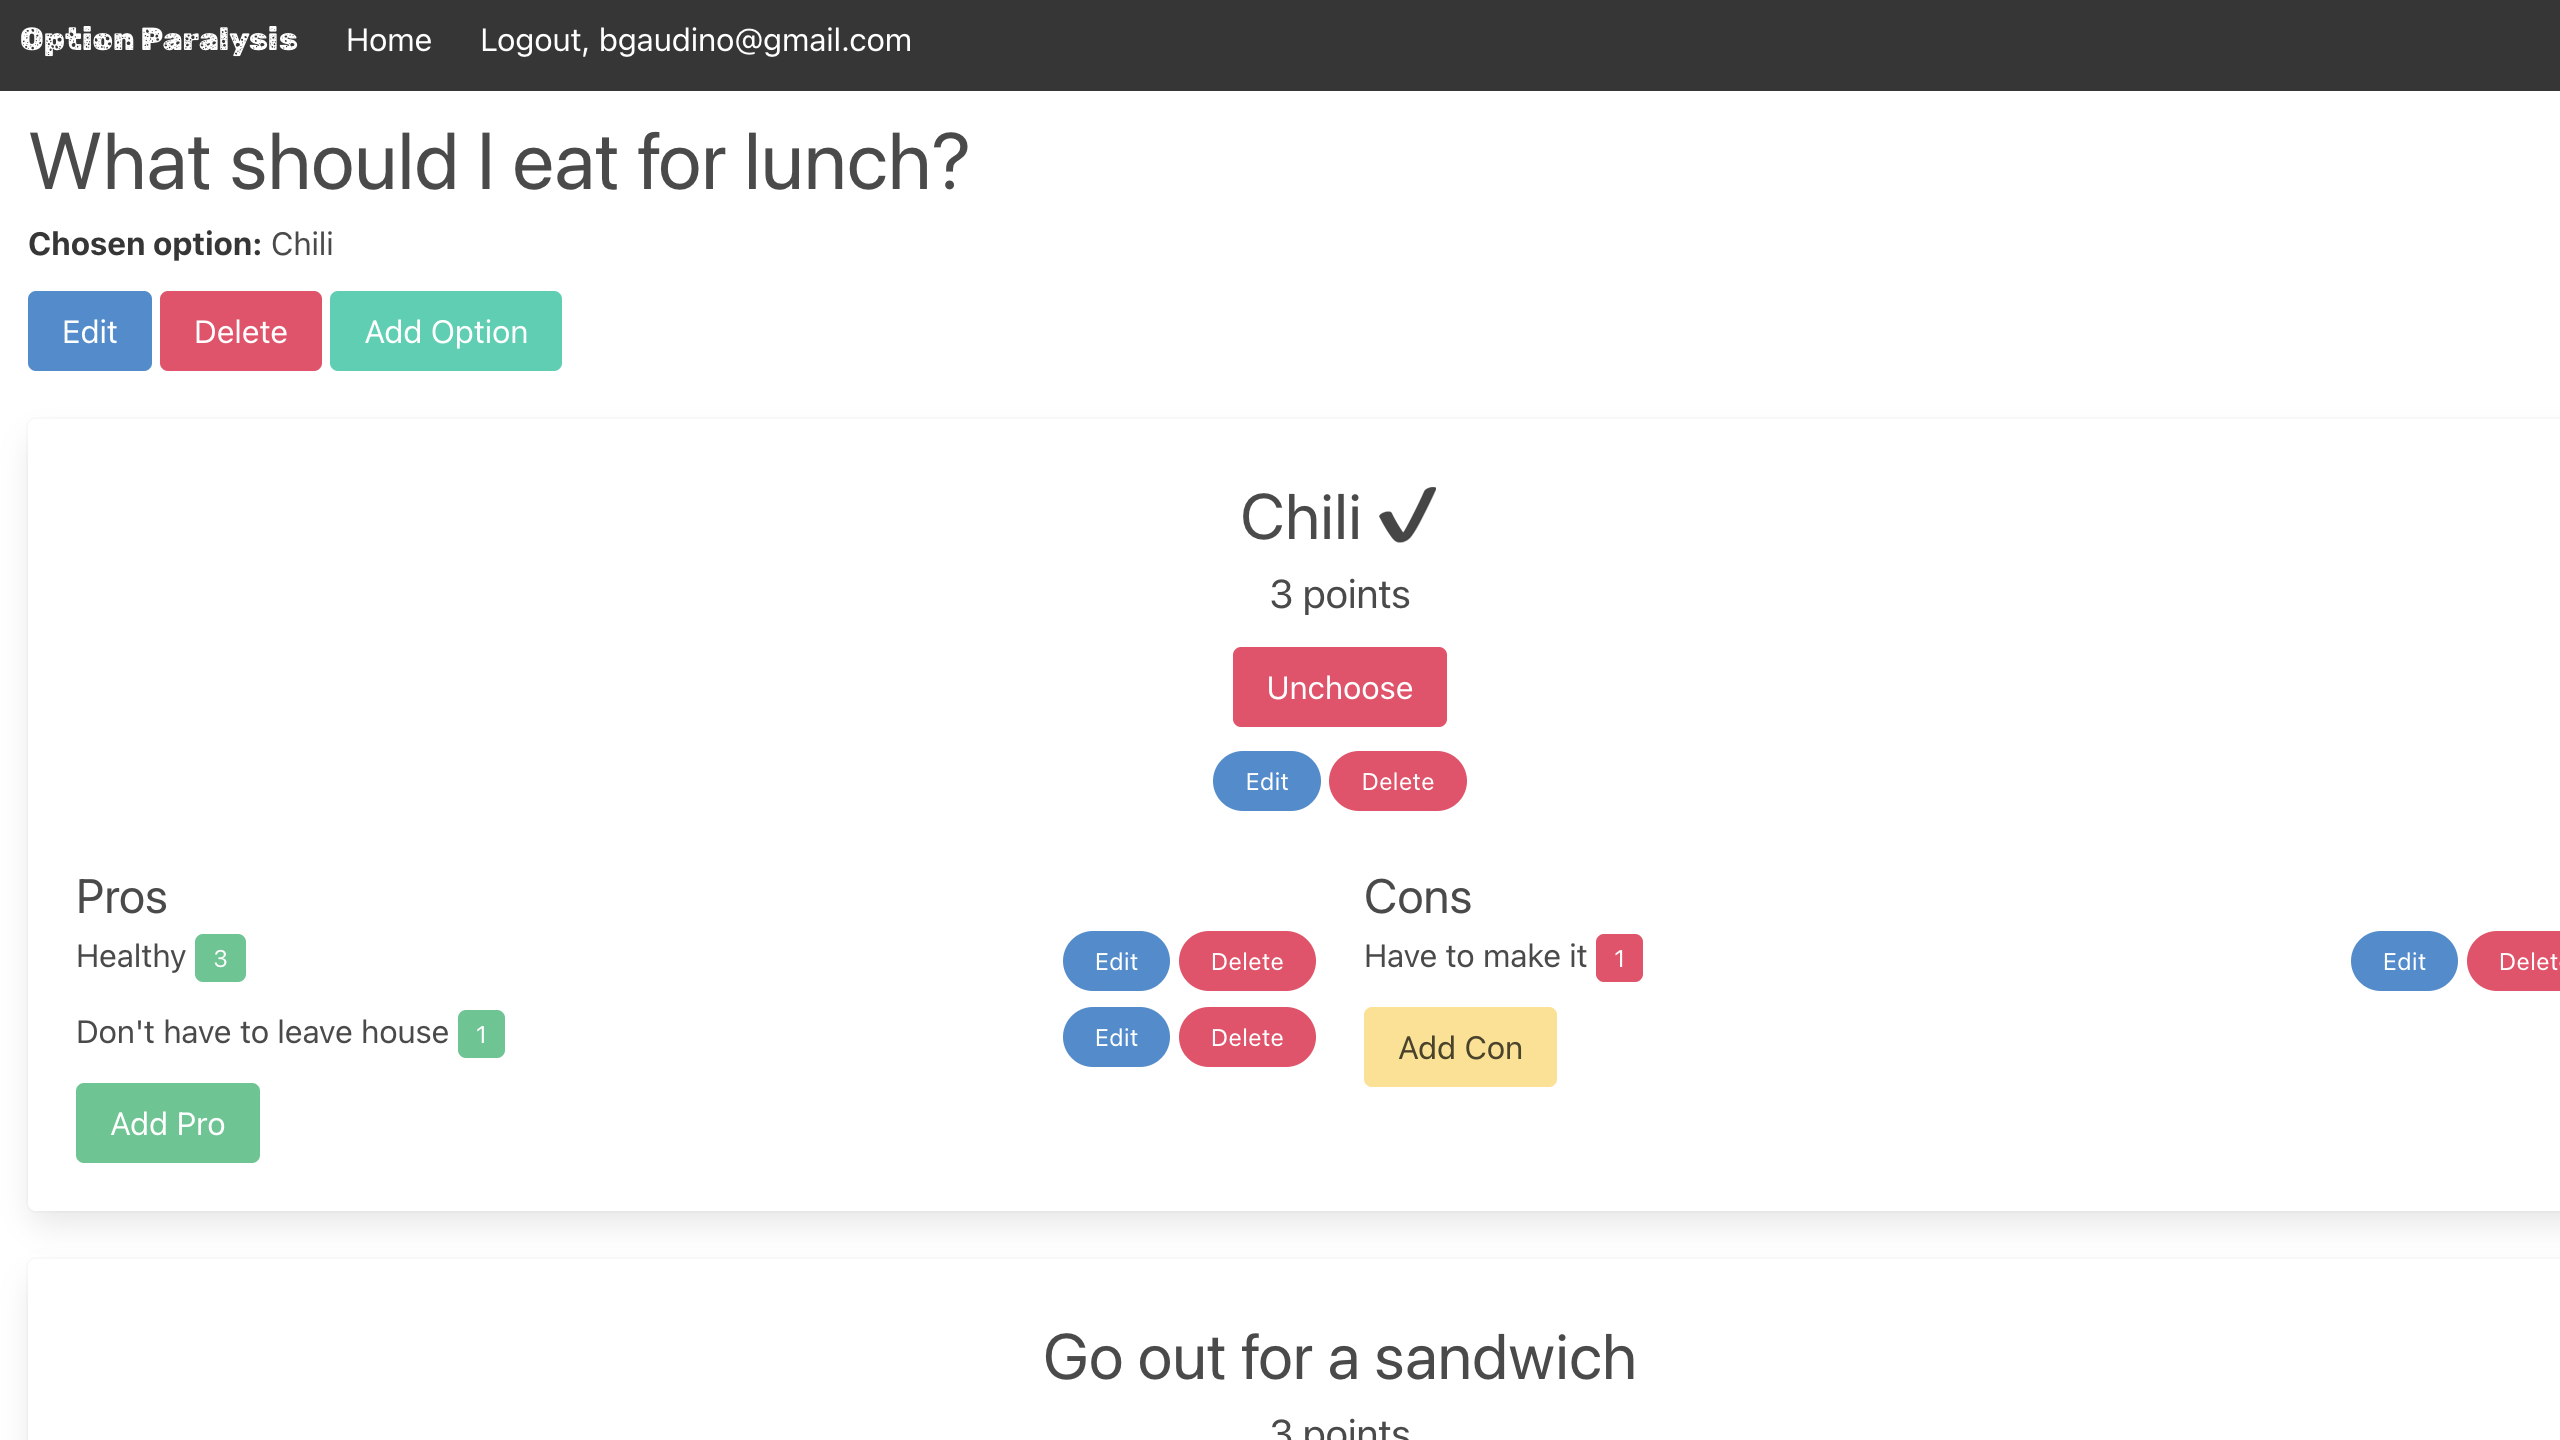 Option Paralysis Home Logout, bgaudino@gmail.com
What should I eat for lunch?
Chosen option: Chili
Edit Delete Add Option
Chili ✔
3 points
Unchoose
Edit Delete
Pros
Healthy 3 Edit Delete
Don't have to leave house 1 Edit Delete
Add Pro
Cons
Have to make it 1 Edit Delet
Add Con
Go out for a sandwich
3 points